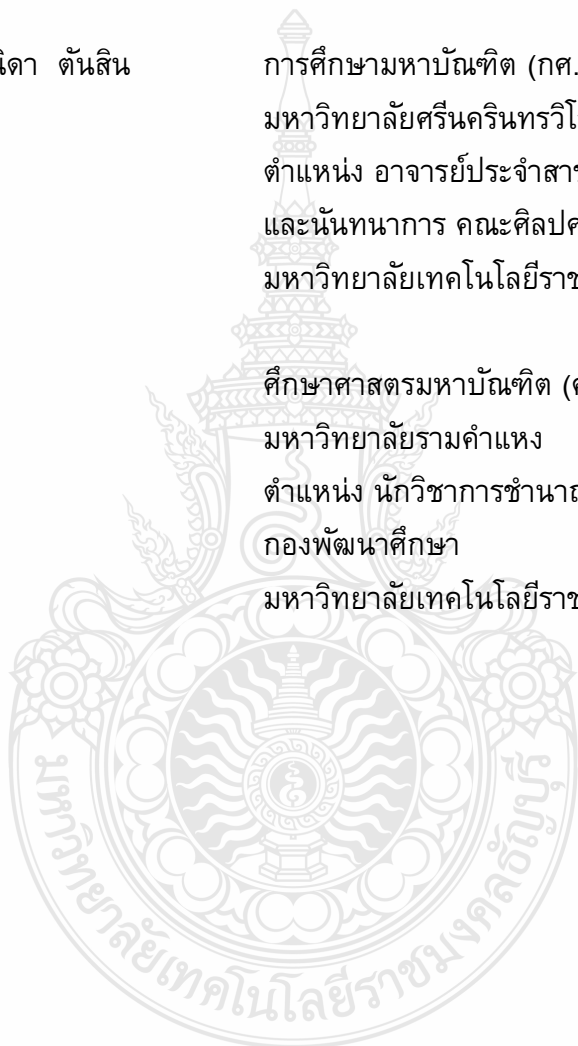 ตันสิน การศึกษามหาบัณฑิต (กศ.
มหาวิทยาลัยศรีนครินทรวิโ
ตำแหน่ง อาจารย์ประจำสาข
และนันทนาการ คณะศิลปศ
มหาวิทยาลัยเทคโนโลยีราช
ศึกษาศาสตรมหาบัณฑิต (ศ
มหาวิทยาลัยรามคำแหง
ตำแหน่ง นักวิชาการชำนาญ
กองพัฒนาศึกษา
มหาวิทยาลัยเทคโนโลยีราช
มหาวิทยาลัยเทคโนโลยีราชมงคลธัญบุรี